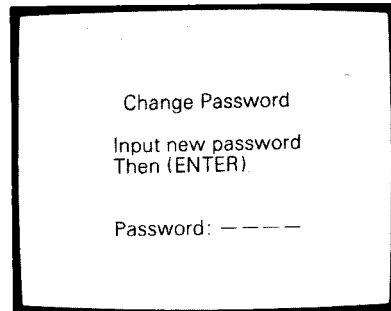 Change Password
Input new password
Then (ENTER)
Password: ————